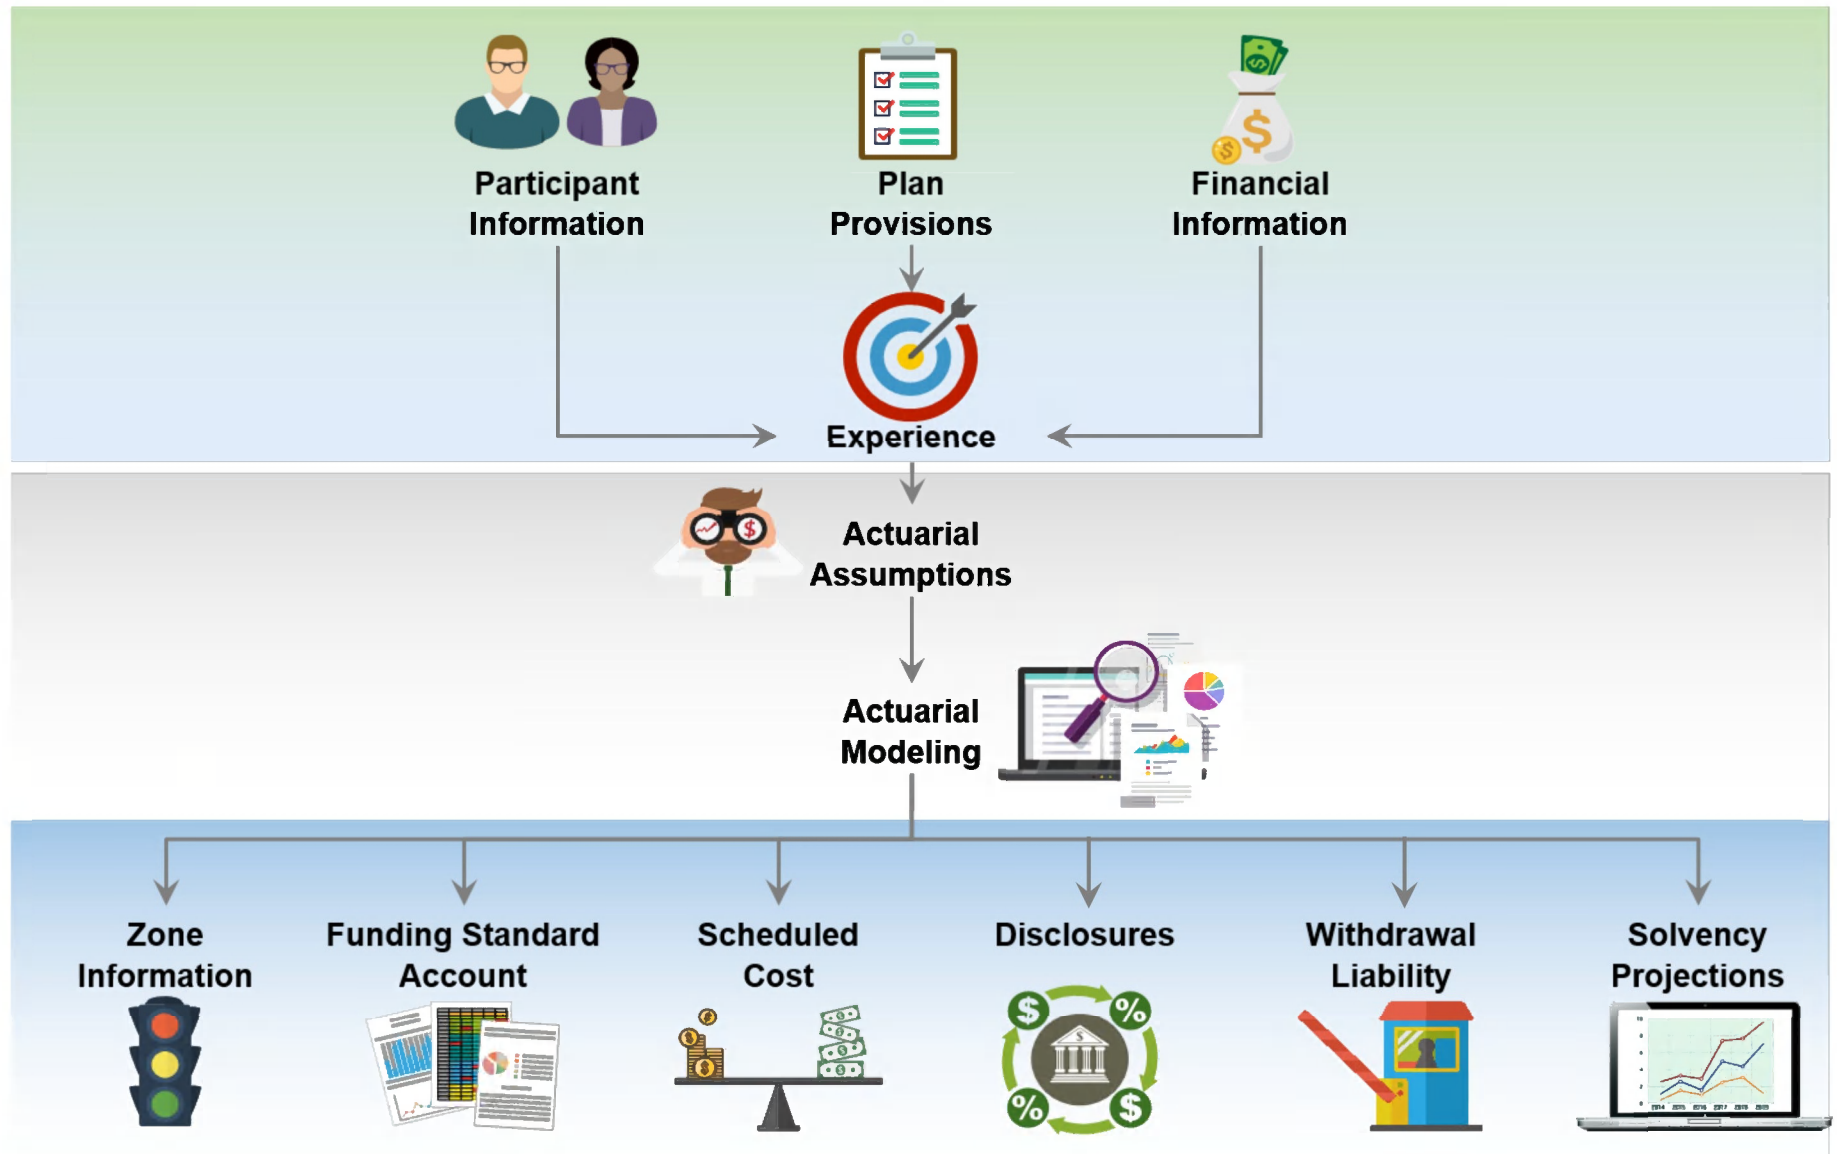 Participant
Information
Plan
Provisions
Financial
Information
$
$
$
Experience
$
Actuarial
Assumptions
Actuarial
Modeling
Zone
Information
Funding Standard
Account
Scheduled
Cost
Disclosures
Withdrawal
Liability
Solvency
Projections
$ %
% $